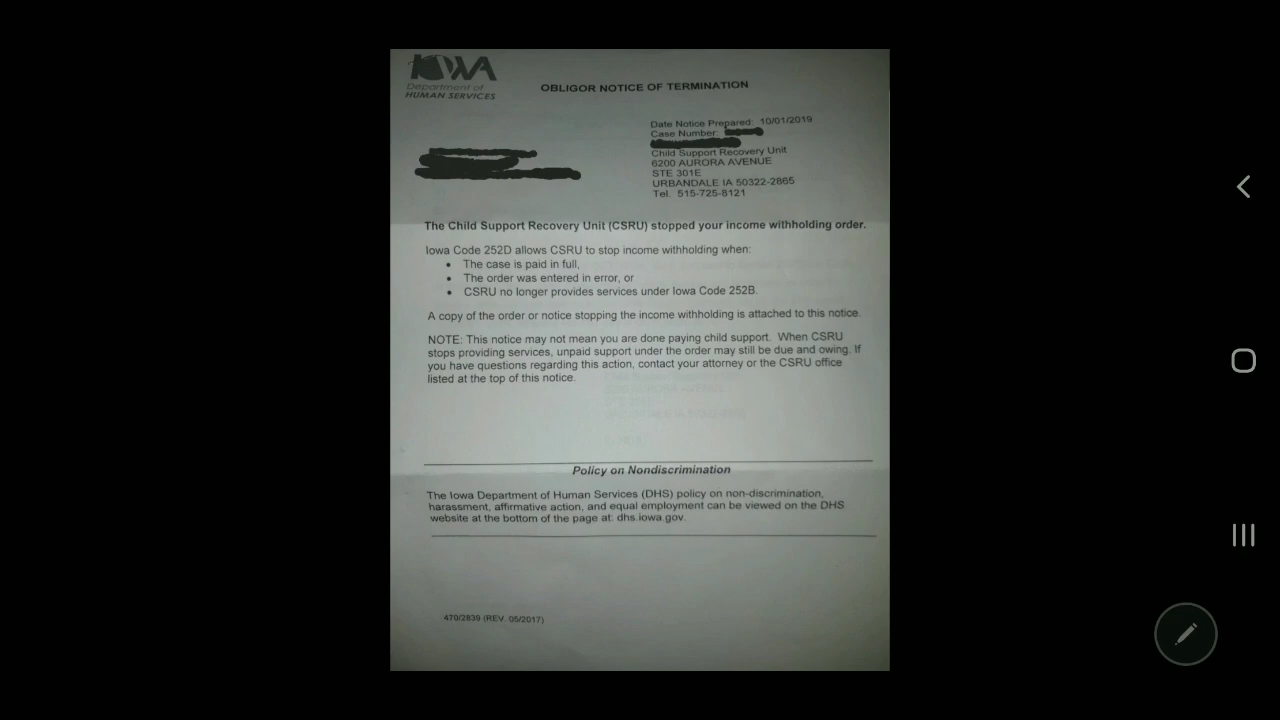 IOWA
Department of
HUMAN SERVICES
OBLIGOR NOTICE OF TERMINATION
Date Notice Prepared: 10/01/2019
Case Number:
Child Support Recovery Unit
6200 AURORA AVENUE
STE 301E
URBANDALE IA 50322-2865
Tel. 515-725-8121
The Child Support Recovery Unit (CSRU) stopped your income withholding order.
Iowa Code 252D allows CSRU to stop income withholding when:
• The case is paid in full,
• The order was entered in error, or
• CSRU no longer provides services under Iowa Code 252B.
A copy of the order or notice stopping the income withholding is attached to this notice.
NOTE: This notice may not mean you are done paying child support. When CSRU
stops providing services, unpaid support under the order may still be due and owing. If
you have questions regarding this action, contact your attorney or the CSRU office
listed at the top of this notice.
Policy on Nondiscrimination
The Iowa Department of Human Services (DHS) policy on non-discrimination,
harassment, affirmative action, and equal employment can be viewed on the DHS
website at the bottom of the page at: dhs.iowa.gov.
470/2839 (REV. 05/2017)